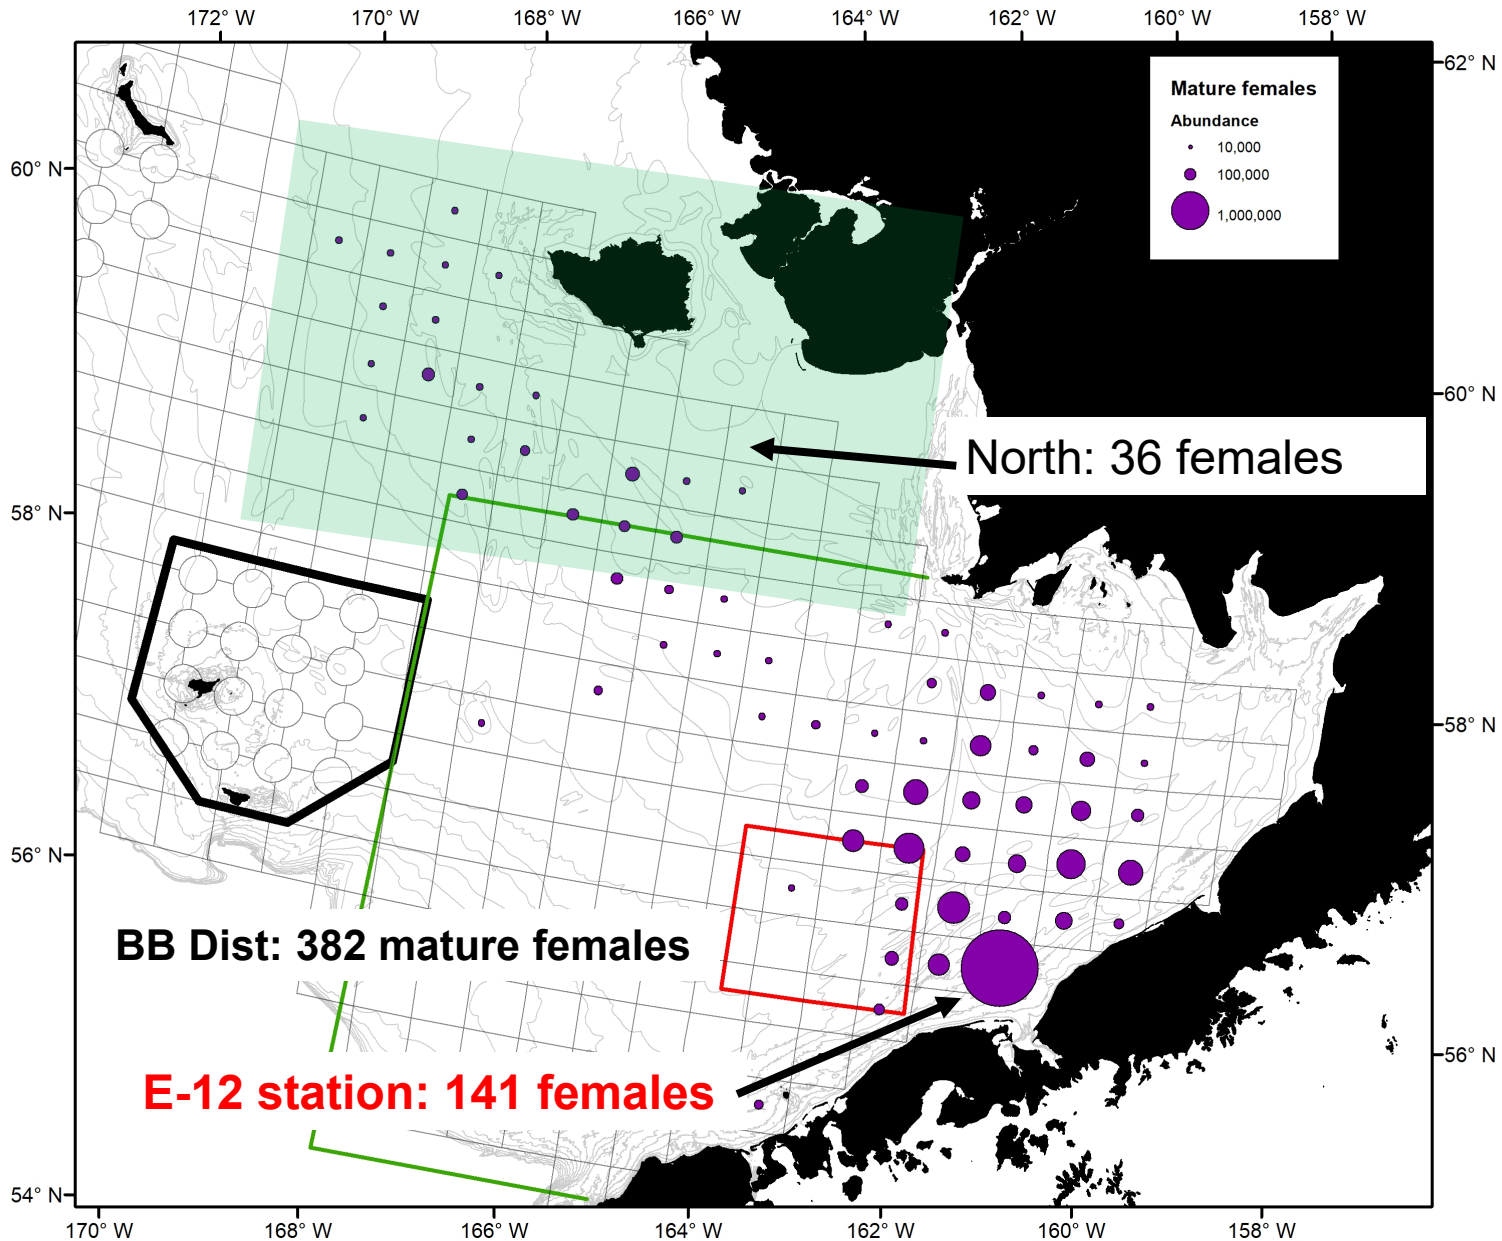 172° W 170° W 168° W 166° W 164° W 162° W 160° W 158° W
62° N
Mature females
Abundance
10,000
100,000
1,000,000
60° N
60° N
North: 36 females
58° N
58° N
56° N
BB Dist: 382 mature females
56° N
E-12 station: 141 females
54° N
170° W 168° W 166° W 164° W 162° W 160° W 158° W